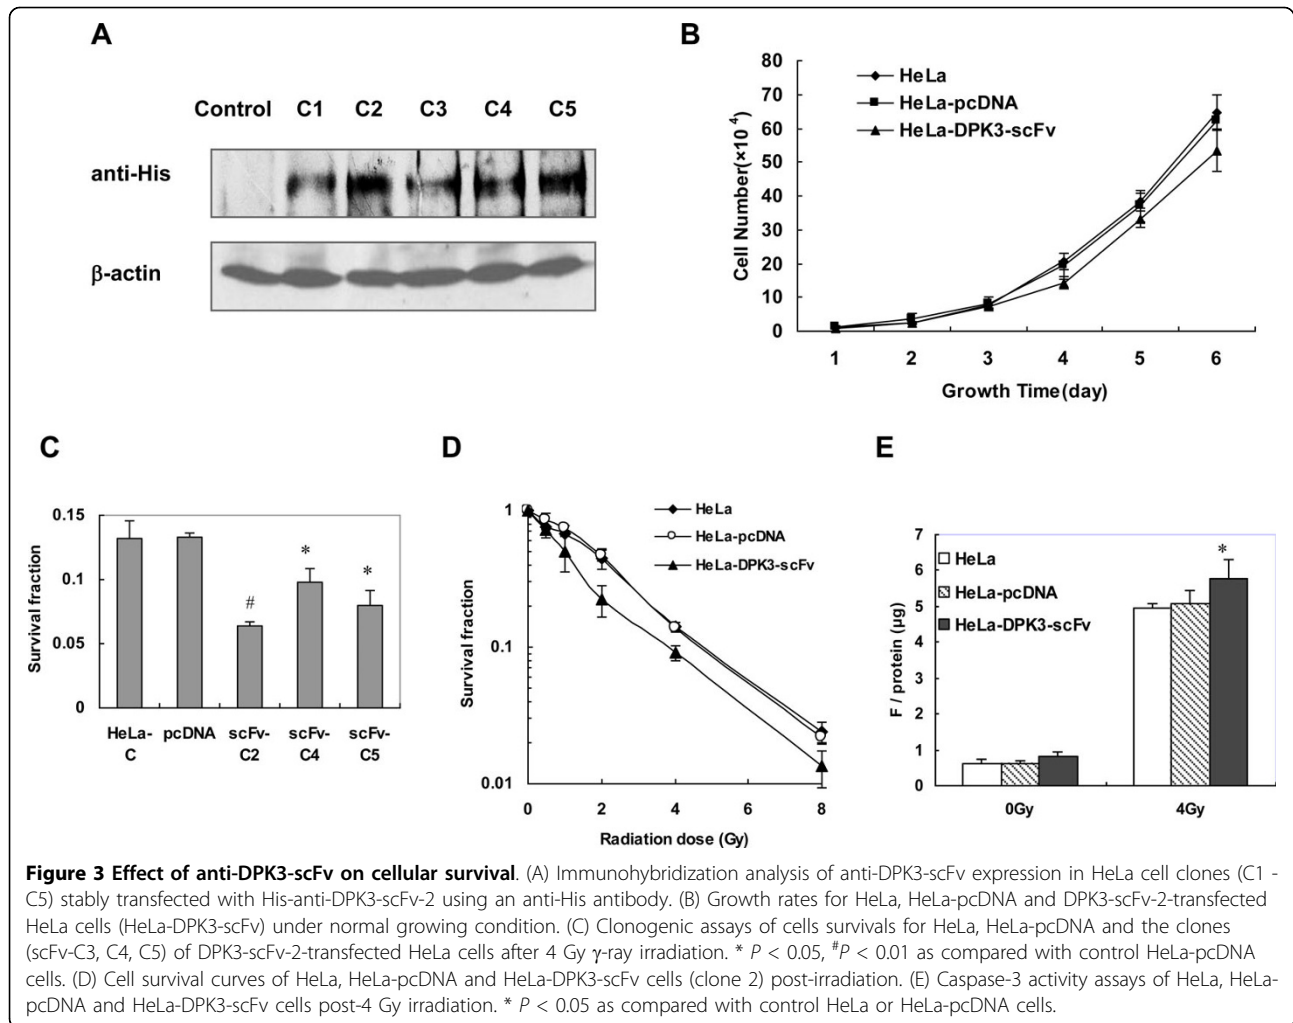 A
Control C1 C2 C3 C4 C5
anti-His
β-actin
B
80
70
60
50
40
30
20
10
0
Cell Number(×10⁴)
HeLa
HeLa-pcDNA
HeLa-DPK3-scFv
1 2 3 4 5 6
Growth Time(day)
C
0.15
0.1
0.05
0
Survival fraction
#
*
*
HeLa-C pcDNA scFv-C2 scFv-C4 scFv-C5
D
1
0.1
0.01
Survival fraction
HeLa
HeLa-pcDNA
HeLa-DPK3-scFv
0 2 4 8
Radiation dose (Gy)
E
7
6
5
4
3
2
1
0
F / protein (µg)
HeLa
HeLa-pcDNA
HeLa-DPK3-scFv
*
0Gy 4Gy
Figure 3 Effect of anti-DPK3-scFv on cellular survival. (A) Immunohybridization analysis of anti-DPK3-scFv expression in HeLa cell clones (C1 -
C5) stably transfected with His-anti-DPK3-scFv-2 using an anti-His antibody. (B) Growth rates for HeLa, HeLa-pcDNA and DPK3-scFv-2-transfected
HeLa cells (HeLa-DPK3-scFv) under normal growing condition. (C) Clonogenic assays of cells survivals for HeLa, HeLa-pcDNA and the clones
(scFv-C3, C4, C5) of DPK3-scFv-2-transfected HeLa cells after 4 Gy γ-ray irradiation. * P < 0.05, #P < 0.01 as compared with control HeLa-pcDNA
cells. (D) Cell survival curves of HeLa, HeLa-pcDNA and HeLa-DPK3-scFv cells (clone 2) post-irradiation. (E) Caspase-3 activity assays of HeLa, HeLa-
pcDNA and HeLa-DPK3-scFv cells post-4 Gy irradiation. * P < 0.05 as compared with control HeLa or HeLa-pcDNA cells.